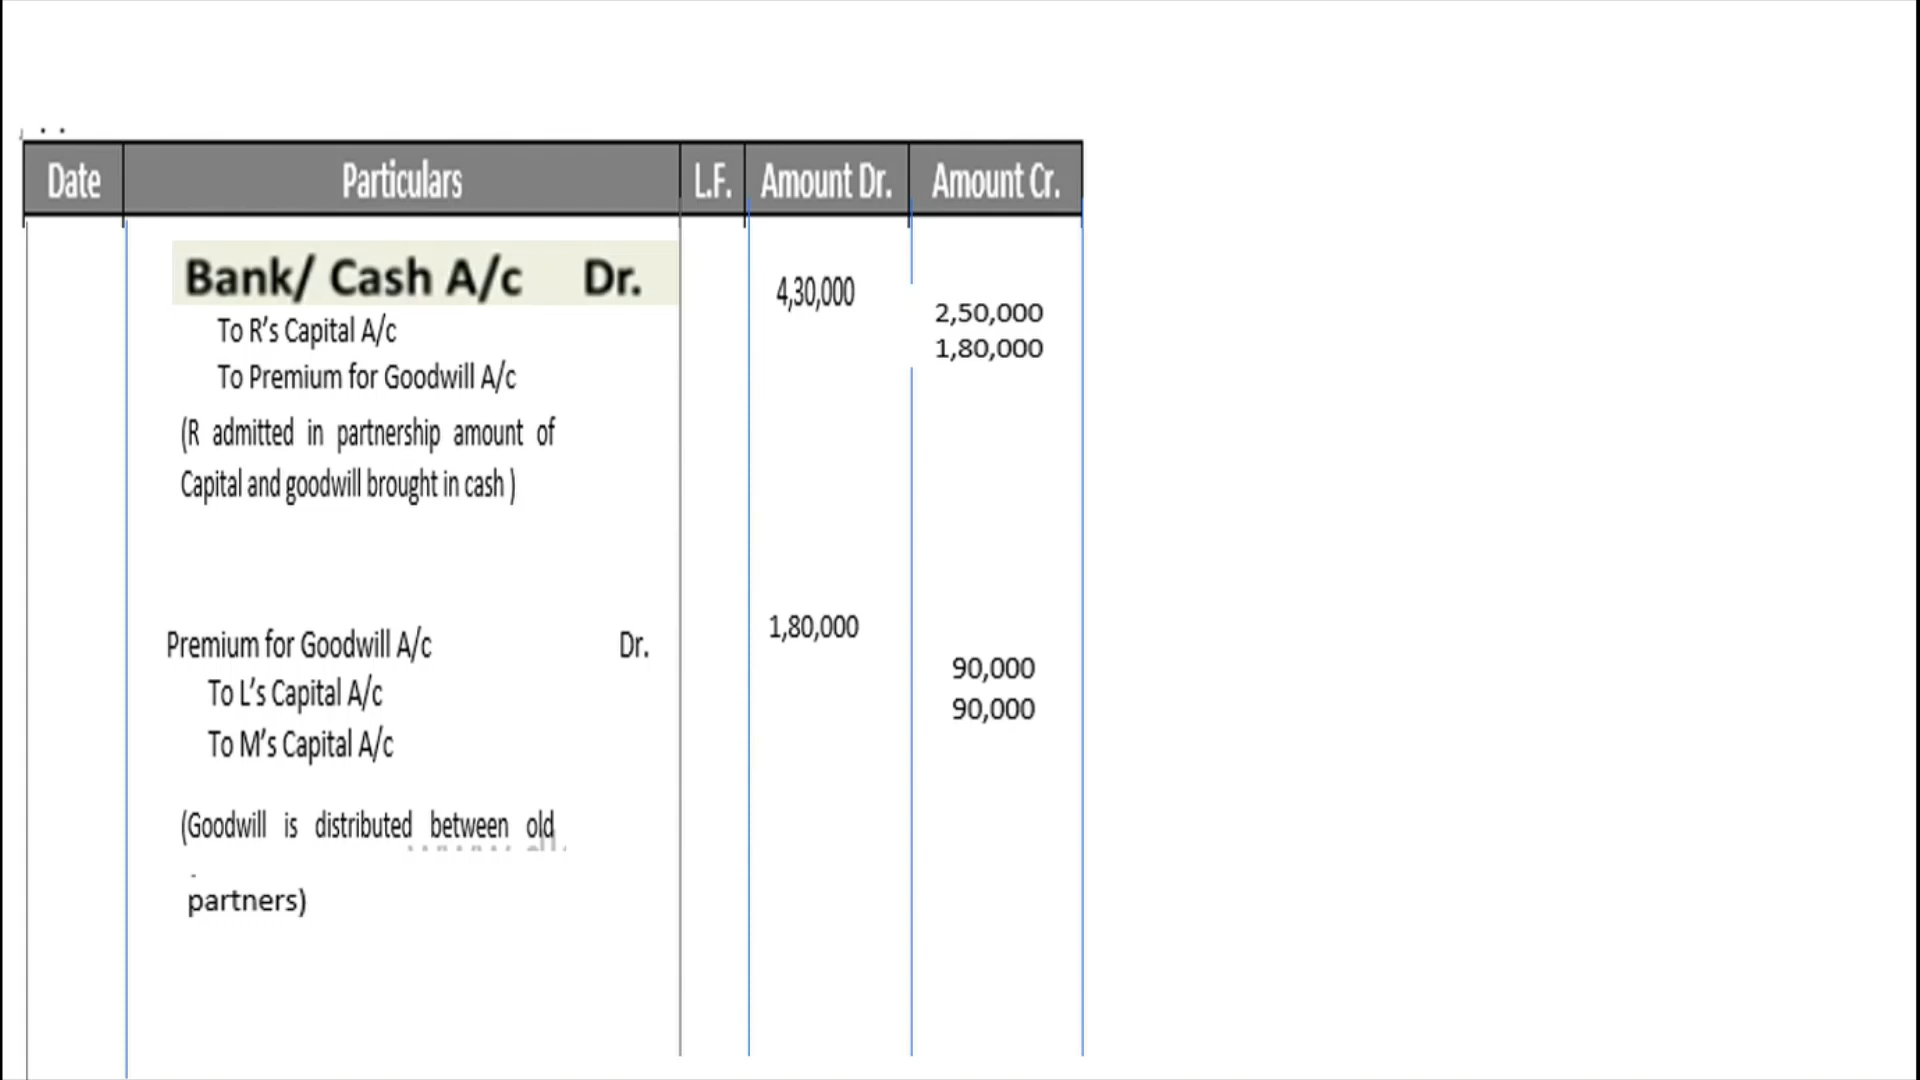 Date Particulars L.F. Amount Dr. Amount Cr.
Bank/ Cash A/c Dr. 4,30,000
To R's Capital A/c 2,50,000
To Premium for Goodwill A/c 1,80,000
(R admitted in partnership amount of
Capital and goodwill brought in cash )
Premium for Goodwill A/c Dr. 1,80,000
To L's Capital A/c 90,000
To M's Capital A/c 90,000
(Goodwill is distributed between old
partners)